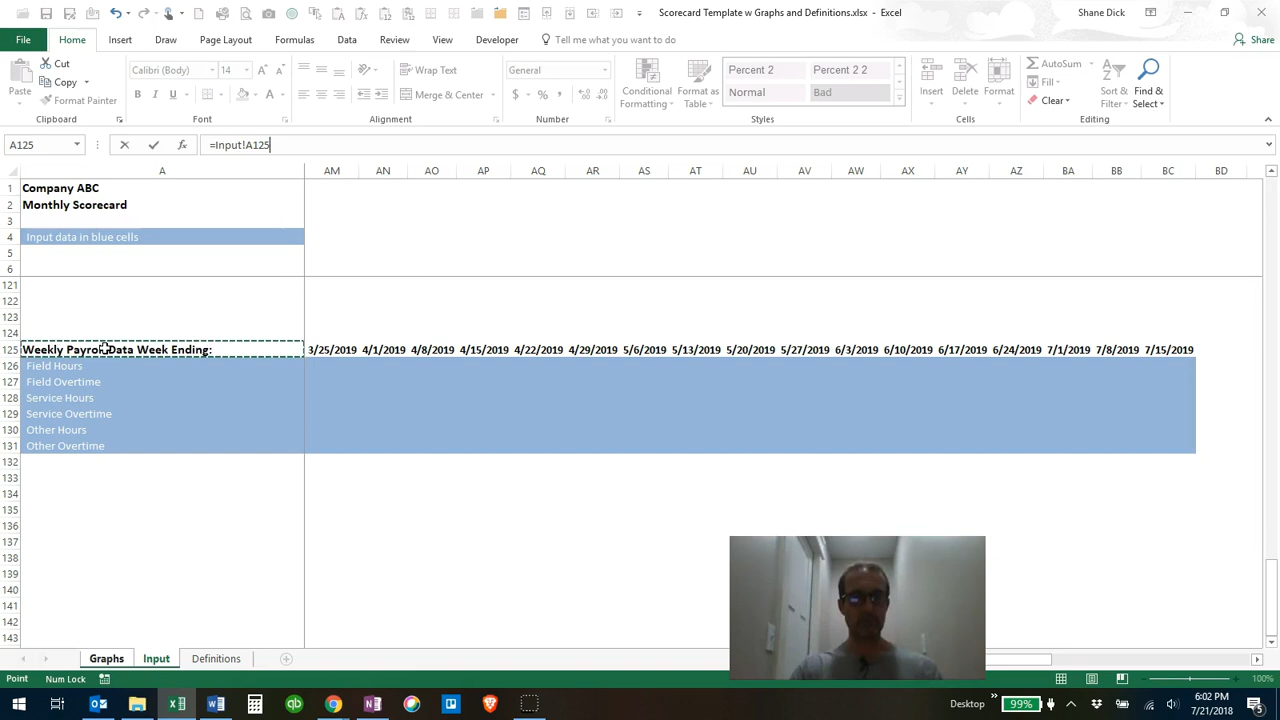 Scorecard Template w Graphs and Definitions.xlsx - Excel
Shane Dick
File Home Insert Draw Page Layout Formulas Data Review View Developer Tell me what you want to do Share
Paste
Cut
Copy
Format Painter
Clipboard
Calibri (Body) 14
B I U
Font
Wrap Text
Merge & Center
Alignment
General
$ % ,
Number
Conditional Formatting
Format as Table
Percent 2 Percent 2 2
Normal Bad
Styles
Insert Delete Format
Cells
AutoSum
Fill
Clear
Sort & Filter
Find & Select
Editing
A125 fx =Input!A125
A AM AN AO AP AQ AR AS AT AU AV AW AX AY AZ BA BB BC BD
1 Company ABC
2 Monthly Scorecard
3
4 Input data in blue cells
5
6
121
122
123
124
125 Weekly Payroll Data Week Ending: 3/25/2019 4/1/2019 4/8/2019 4/15/2019 4/22/2019 4/29/2019 5/6/2019 5/13/2019 5/20/2019 5/27/2019 6/3/2019 6/10/2019 6/17/2019 6/24/2019 7/1/2019 7/8/2019 7/15/2019
126 Field Hours
127 Field Overtime
128 Service Hours
129 Service Overtime
130 Other Hours
131 Other Overtime
132
133
134
135
136
137
138
139
140
141
142
143
Graphs Input Definitions
Point Num Lock 100%
Desktop 99% 6:02 PM
7/21/2018